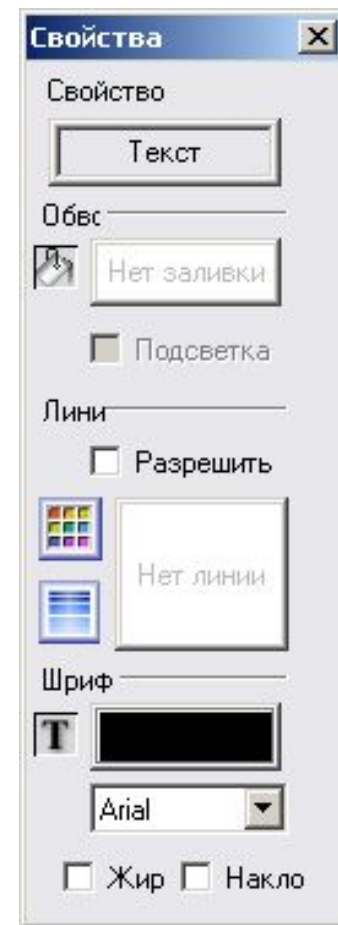 Свойства
Свойство
Текст
Обвс
Нет заливки
Подсветка
Лини
Разрешить
Нет линии
Шриф
T
Arial
Жир Накло